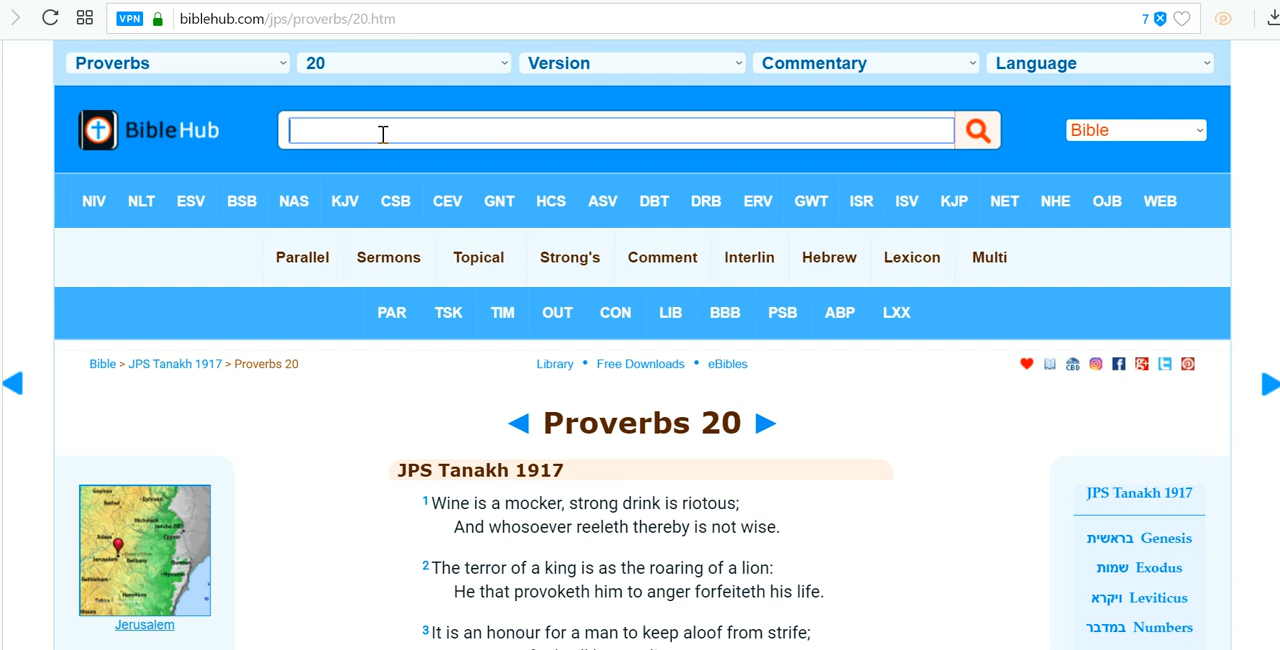 VPN biblehub.com/jps/proverbs/20.htm 7
Proverbs 20 Version Commentary Language
BibleHub Bible
NIV NLT ESV BSB NAS KJV CSB CEV GNT HCS ASV DBT DRB ERV GWT ISR ISV KJP NET NHE OJB WEB
Parallel Sermons Topical Strong's Comment Interlin Hebrew Lexicon Multi
PAR TSK TIM OUT CON LIB BBB PSB ABP LXX
Bible > JPS Tanakh 1917 > Proverbs 20 Library • Free Downloads • eBibles
◄ Proverbs 20 ►
JPS Tanakh 1917
1 Wine is a mocker, strong drink is riotous;
And whosoever reeleth thereby is not wise.
2 The terror of a king is as the roaring of a lion:
He that provoketh him to anger forfeiteth his life.
3 It is an honour for a man to keep aloof from strife;
Jerusalem
JPS Tanakh 1917
בראשית Genesis
שמות Exodus
ויקרא Leviticus
במדבר Numbers